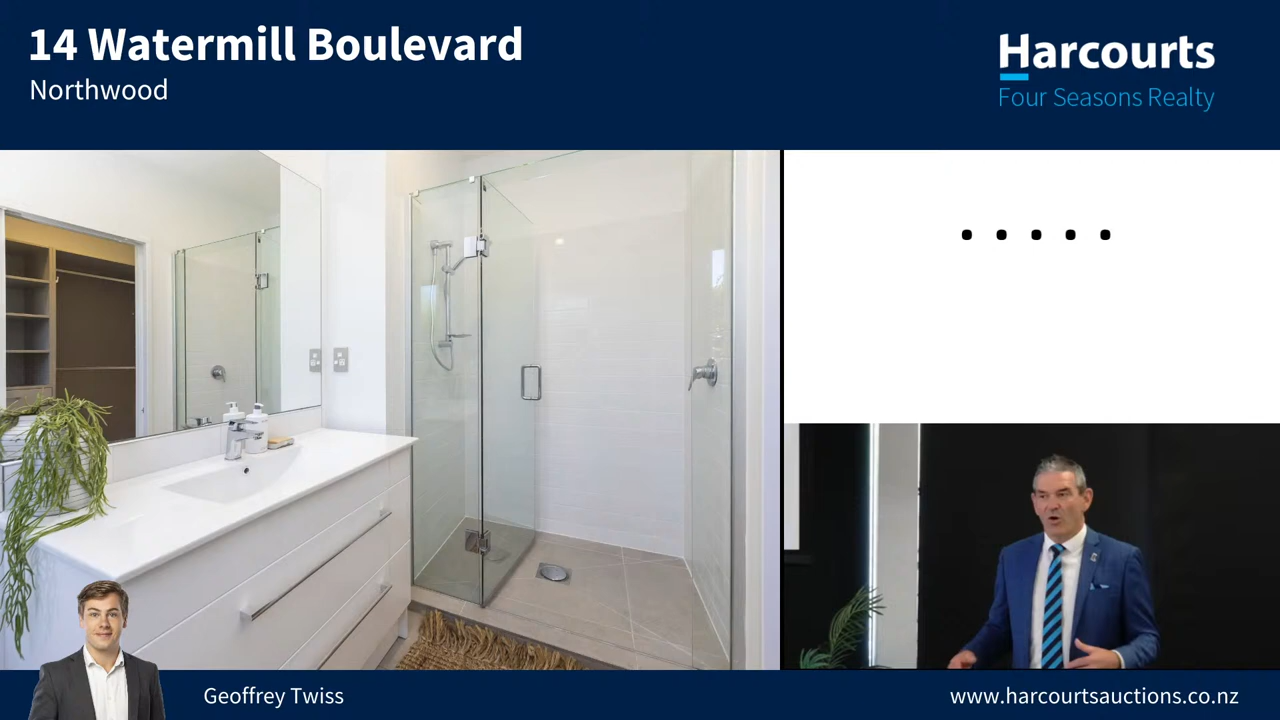 14 Watermill Boulevard
Northwood
Harcourts
Four Seasons Realty
.....
Geoffrey Twiss
www.harcourtsauctions.co.nz